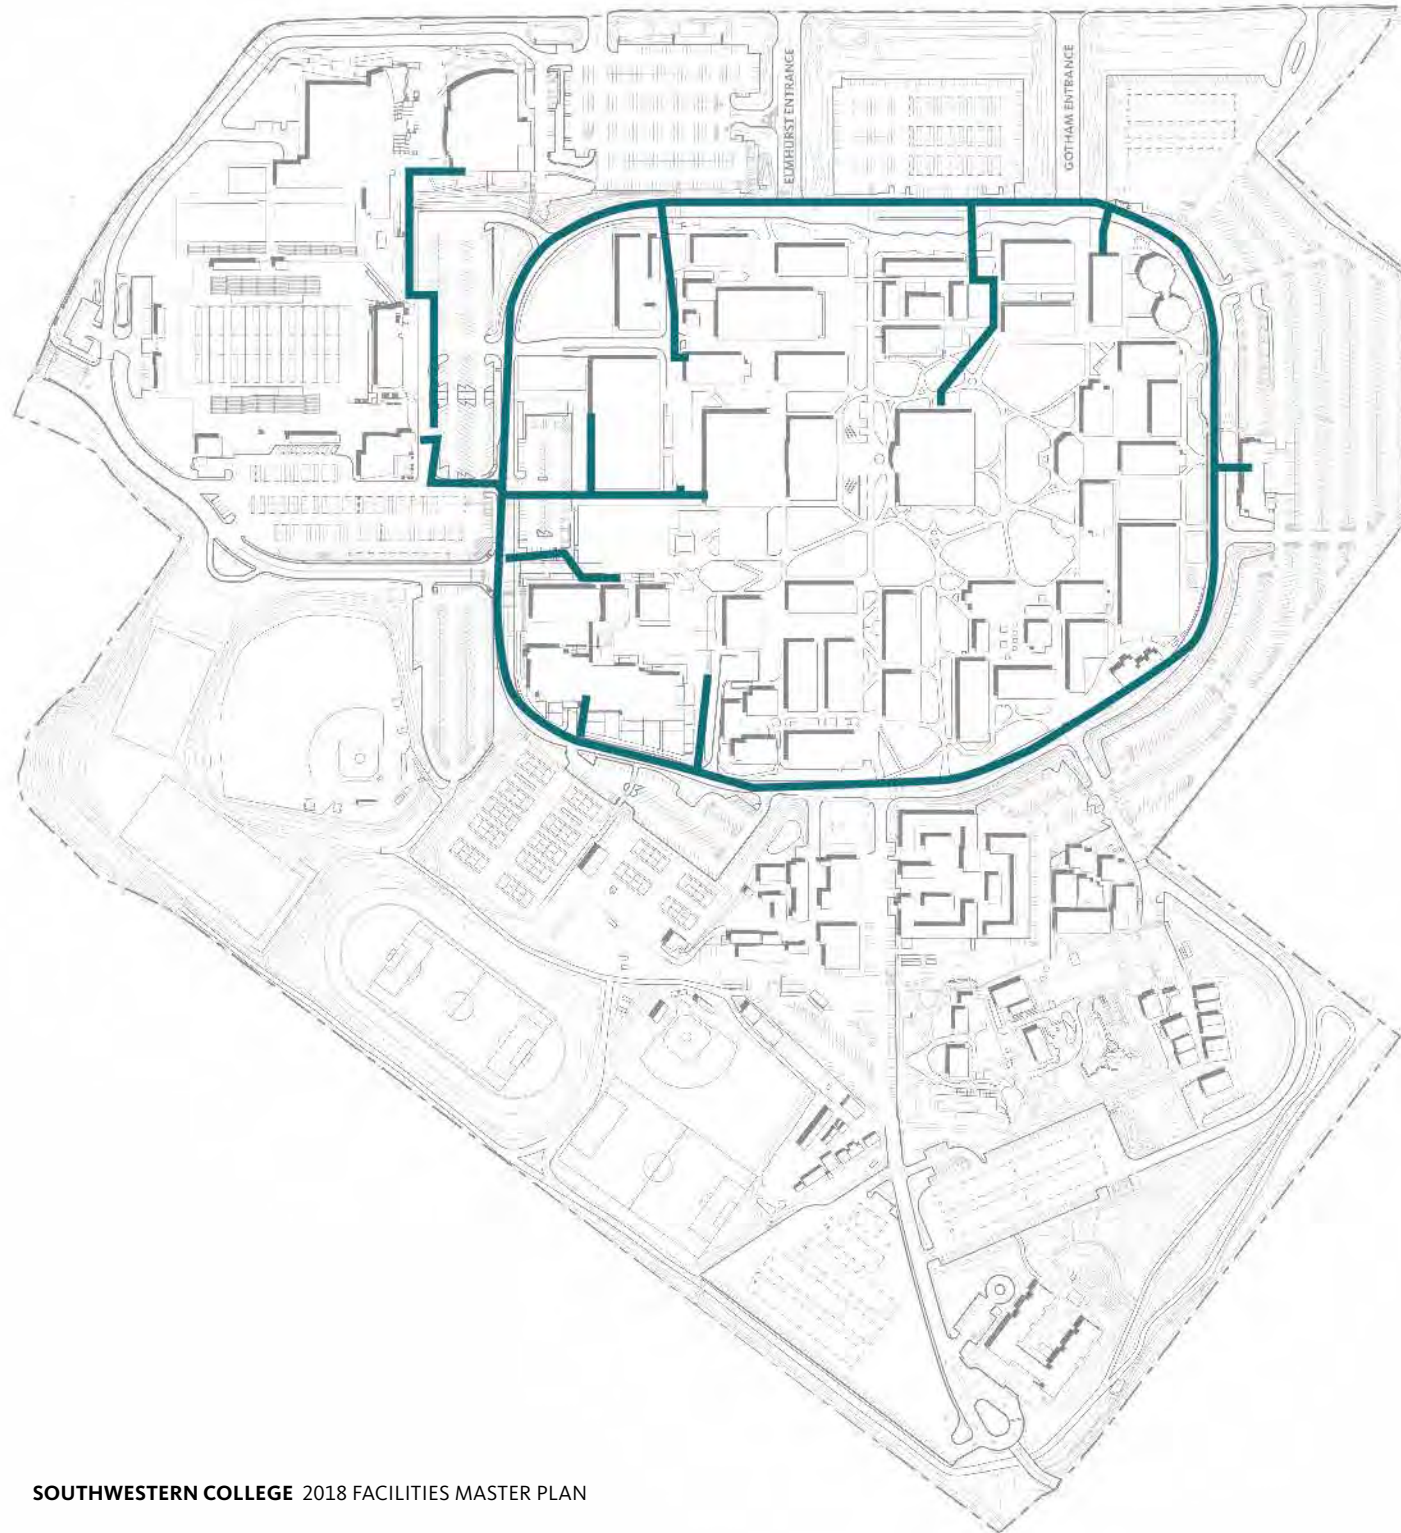 ELMHURST ENTRANCE
GOTHAM ENTRANCE
SOUTHWESTERN COLLEGE 2018 FACILITIES MASTER PLAN